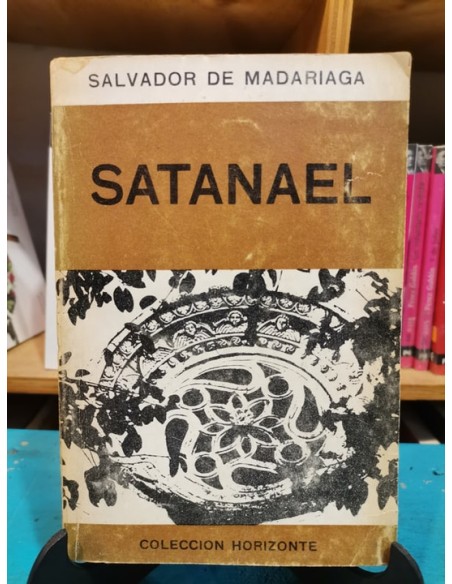 SALVADOR DE MADARIAGA
SATANAEL
COLECCION HORIZONTE